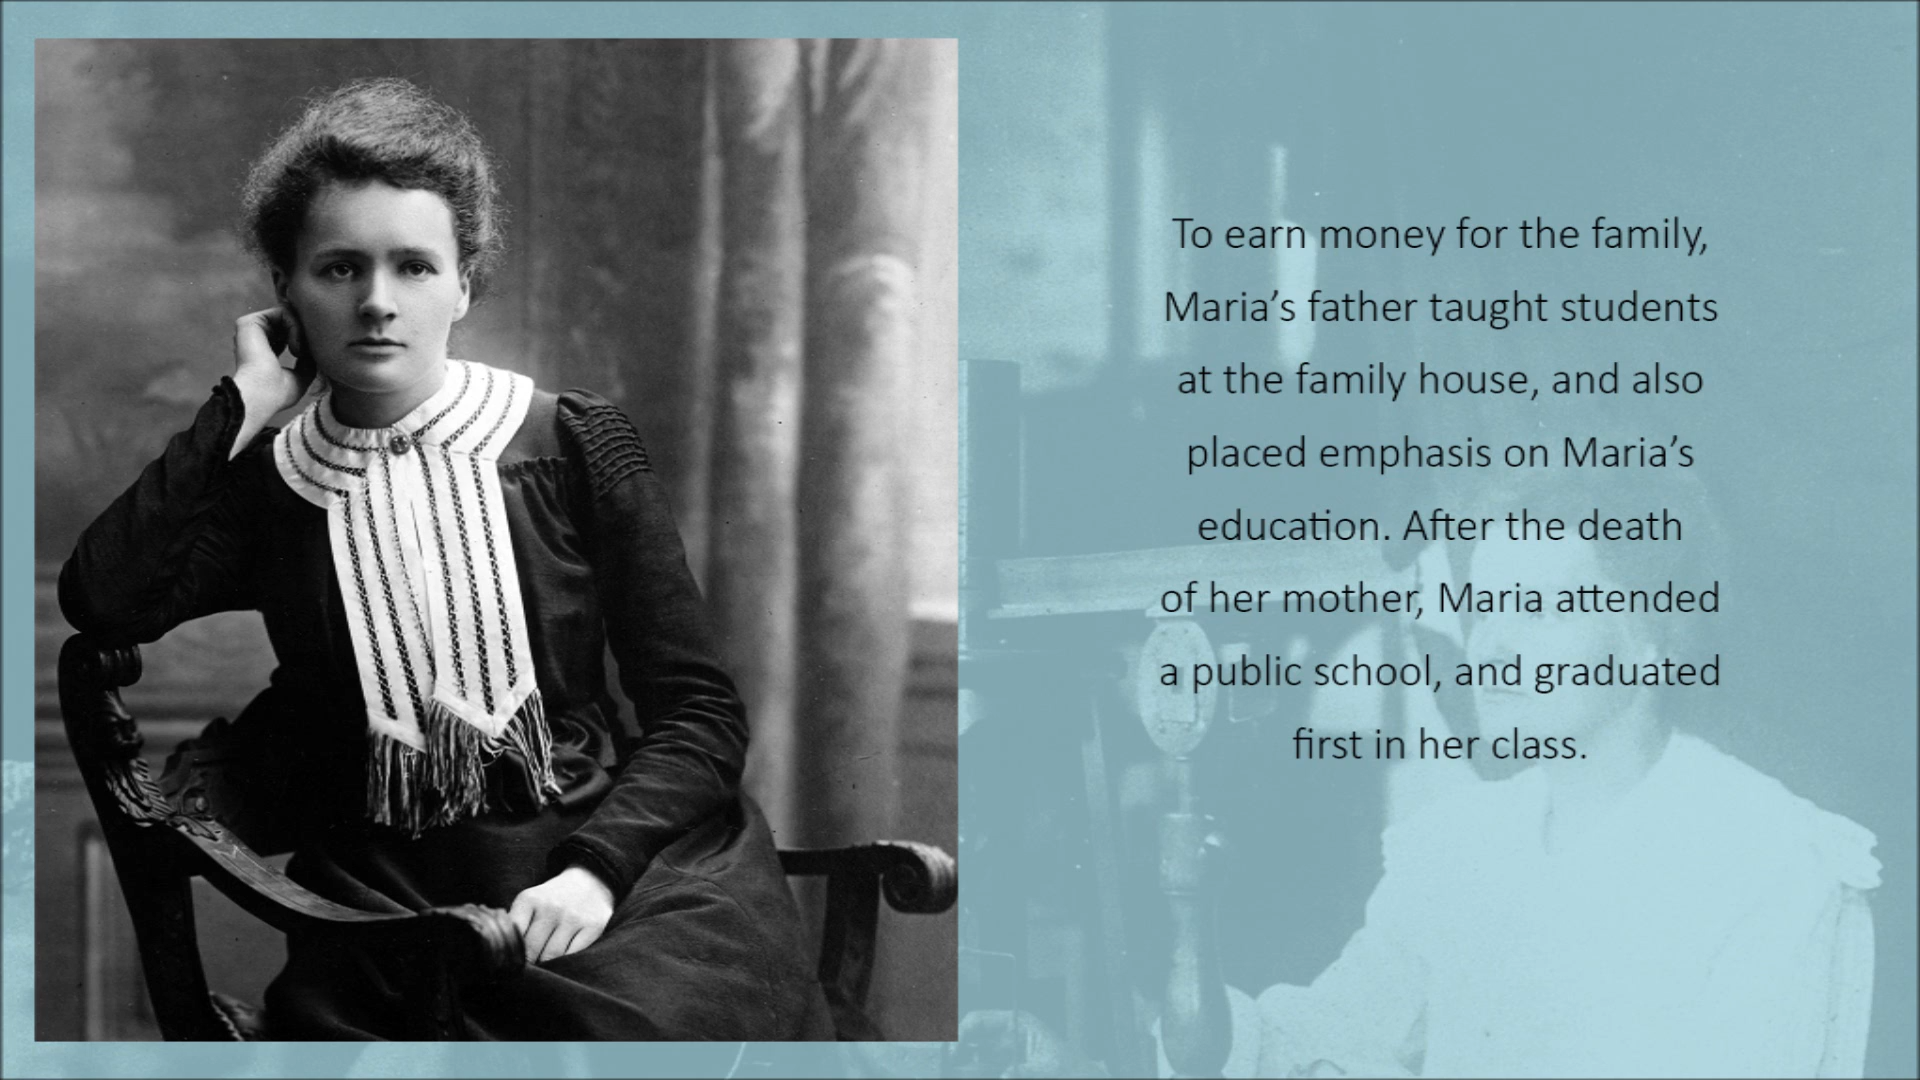 To earn money for the family,
Maria’s father taught students
at the family house, and also
placed emphasis on Maria’s
education. After the death
of her mother, Maria attended
a public school, and graduated
first in her class.